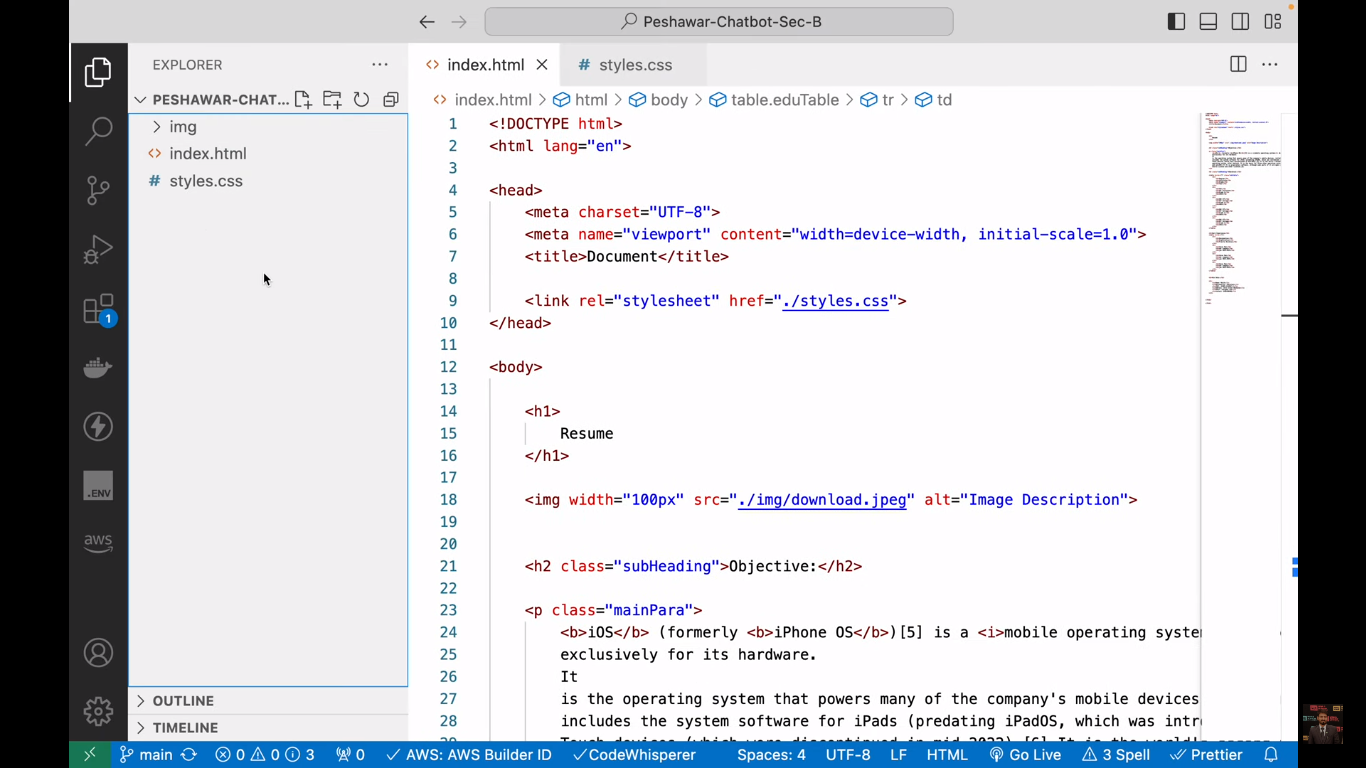 Peshawar-Chatbot-Sec-B
EXPLORER
PESHAWAR-CHAT...
img
index.html
styles.css
1
.ENV
aws
OUTLINE
TIMELINE
index.html
# styles.css
index.html > html > body > table.eduTable > tr > td
1 <!DOCTYPE html>
2 <html lang="en">
3
4 <head>
5 <meta charset="UTF-8">
6 <meta name="viewport" content="width=device-width, initial-scale=1.0">
7 <title>Document</title>
8
9 <link rel="stylesheet" href="./styles.css">
10 </head>
11
12 <body>
13
14 <h1>
15 Resume
16 </h1>
17
18 <img width="100px" src="./img/download.jpeg" alt="Image Description">
19
20
21 <h2 class="subHeading">Objective:</h2>
22
23 <p class="mainPara">
24 <b>iOS</b> (formerly <b>iPhone OS</b>)[5] is a <i>mobile operating syste
25 exclusively for its hardware.
26 It
27 is the operating system that powers many of the company's mobile devices
28 includes the system software for iPads (predating iPadOS, which was intr
main 0 0 3 0 AWS: AWS Builder ID CodeWhisperer Spaces: 4 UTF-8 LF HTML Go Live 3 Spell Prettier